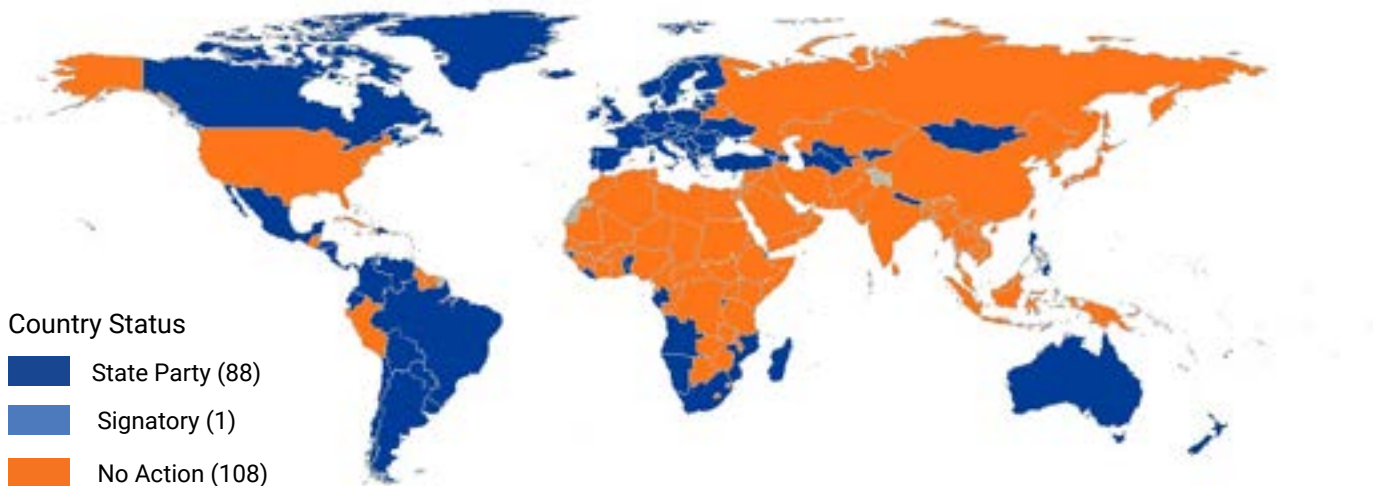 Country Status
State Party (88)
Signatory (1)
No Action (108)